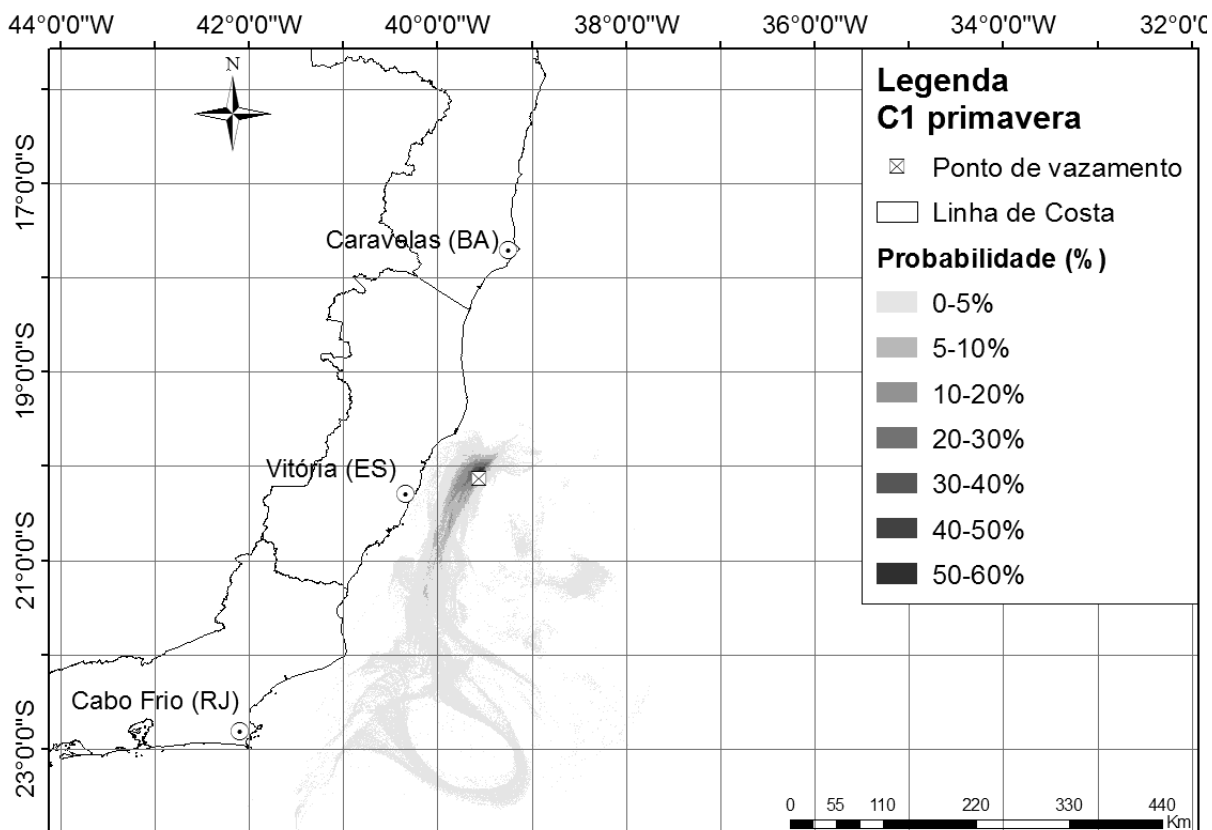 44°0'0"W 42°0'0"W 40°0'0"W 38°0'0"W 36°0'0"W 34°0'0"W 32°0'0
N
17°0'0"S
19°0'0"S
21°0'0"S
23°0'0"S
Caravelas (BA)
Vitória (ES)
Cabo Frio (RJ)
Legenda
C1 primavera
Ponto de vazamento
Linha de Costa
Probabilidade (%)
0-5%
5-10%
10-20%
20-30%
30-40%
40-50%
50-60%
0 55 110 220 330 440
Km